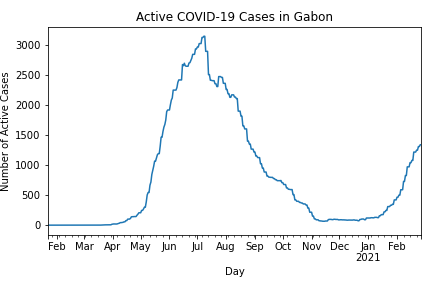 Active COVID-19 Cases in Gabon
Number of Active Cases
3000
2500
2000
1500
1000
500
0
Feb Mar Apr May Jun Jul Aug Sep Oct Nov Dec Jan Feb
2021
Day